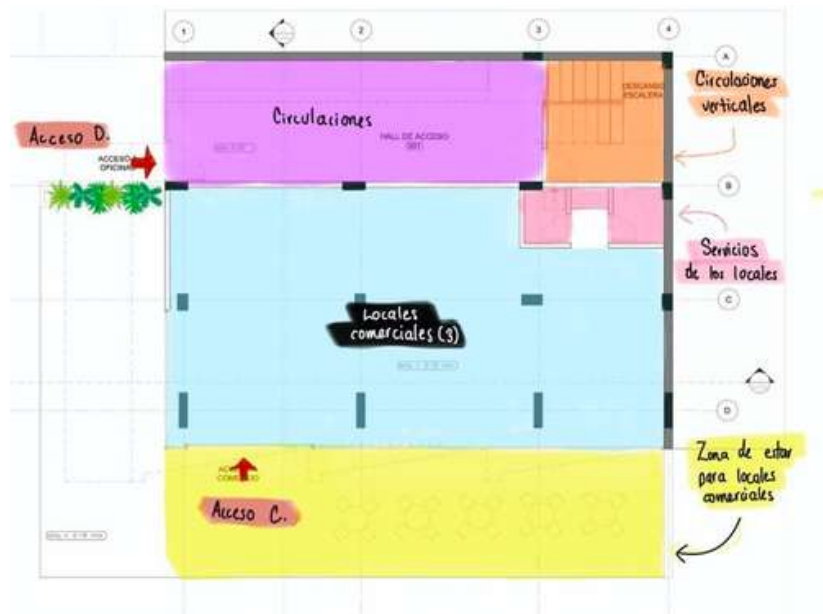 1
2
3
4
A
DESCANSO
ESCALERA
Circulaciones
verticales
Circulaciones
HALL DE ACCESO
001
Acceso D.
ACCESO A
OFICINAS
B
Servicios
de los locales
C
Locales
comerciales (3)
D
Zona de estar
para locales
comerciales
Acceso C.